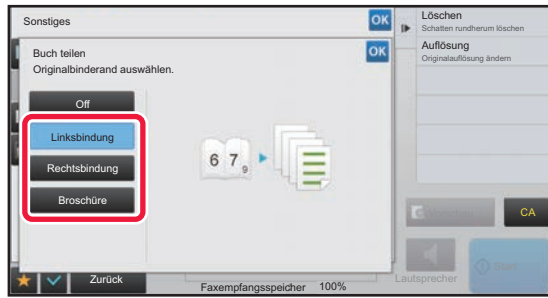 Sonstiges
OK
Buch teilen
OK
Originalbinderand auswählen.
Off
Linksbindung
Rechtsbindung
Broschüre
6 7
9
Löschen
Schatten rundherum löschen
Auflösung
Originalauflösung ändern
CA
Lautsprecher
Start
Zurück
Faxempfangsspeicher 100%